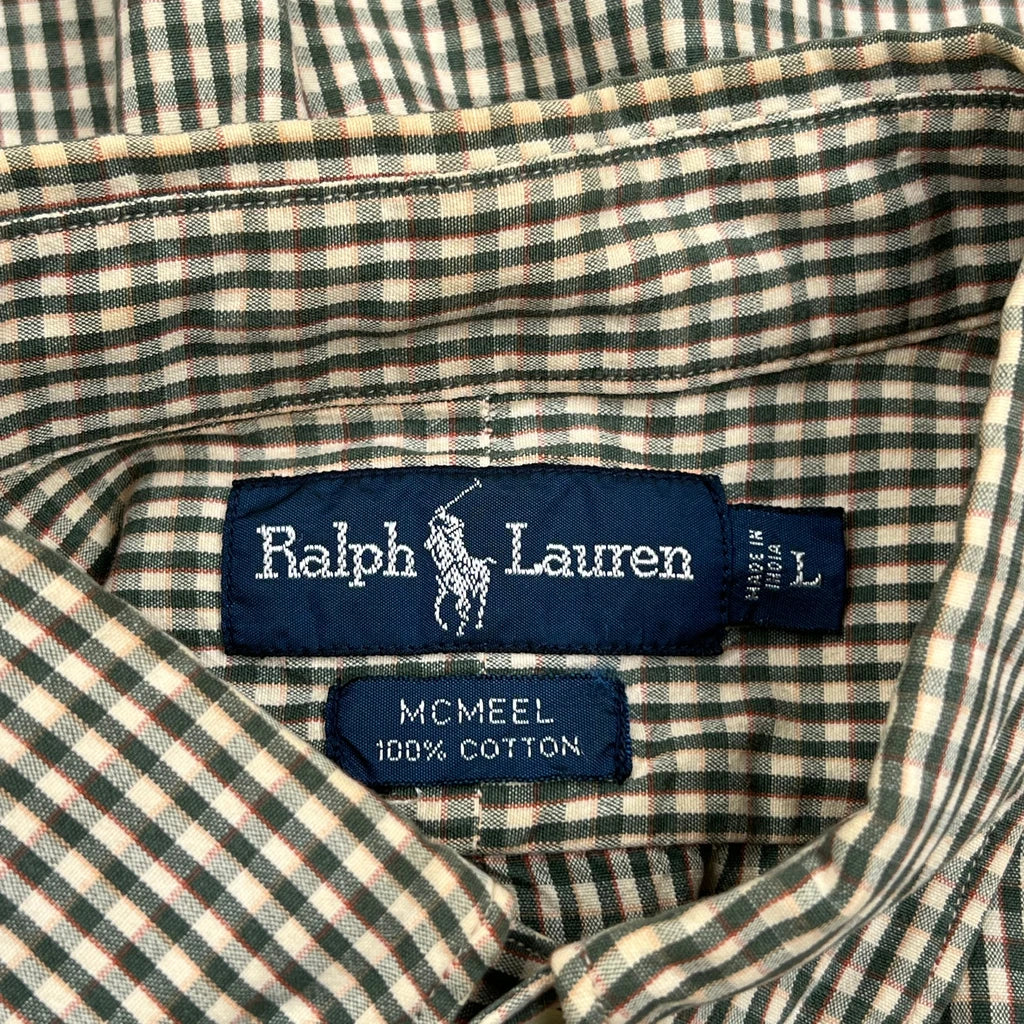 Ralph Lauren
MADE IN
INDIA
L
MCMEEL
100% COTTON